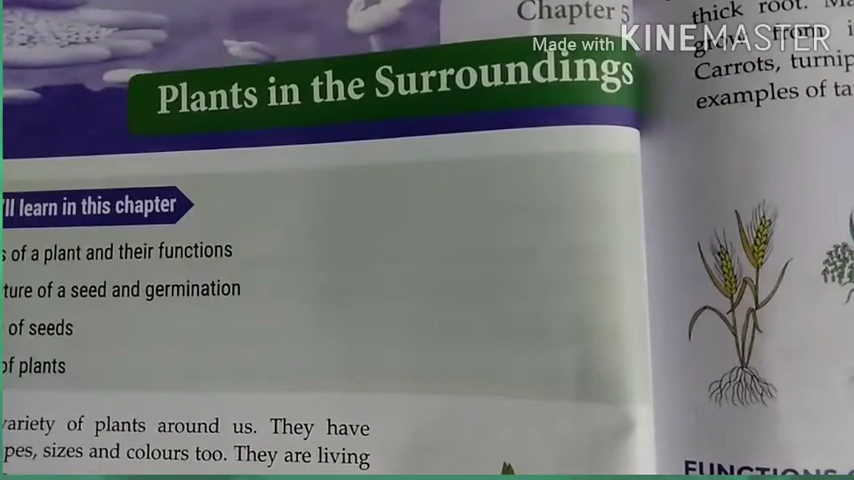 Chapter 5
Made with KINEMASTER
Plants in the Surroundings
'll learn in this chapter
s of a plant and their functions
ture of a seed and germination
of seeds
of plants
variety of plants around us. They have
pes, sizes and colours too. They are living
thick root.
from
Carrots, turnip
examples of ta
FUNCTIONS